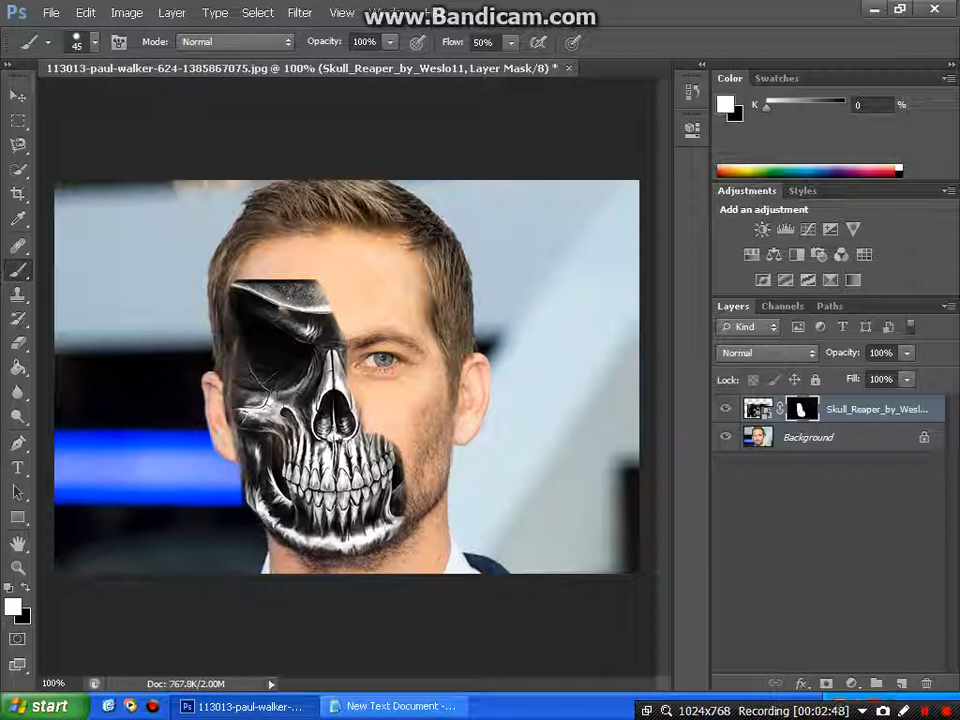 Ps File Edit Image Layer Type Select Filter View www.Bandicam.com
45 Mode: Normal Opacity: 100% Flow: 50%
113013-paul-walker-624-1385867075.jpg @ 100% (Skull_Reaper_by_Weslo11, Layer Mask/8) *
Color Swatches
K 0 %
Adjustments Styles
Add an adjustment
Layers Channels Paths
Kind
Normal Opacity: 100%
Lock: Fill: 100%
Skull_Reaper_by_Wesl...
Background
100% Doc: 767.8K/2.00M
start Ps 113013-paul-walker-... New Text Document -... 1024x768 Recording [00:02:48]